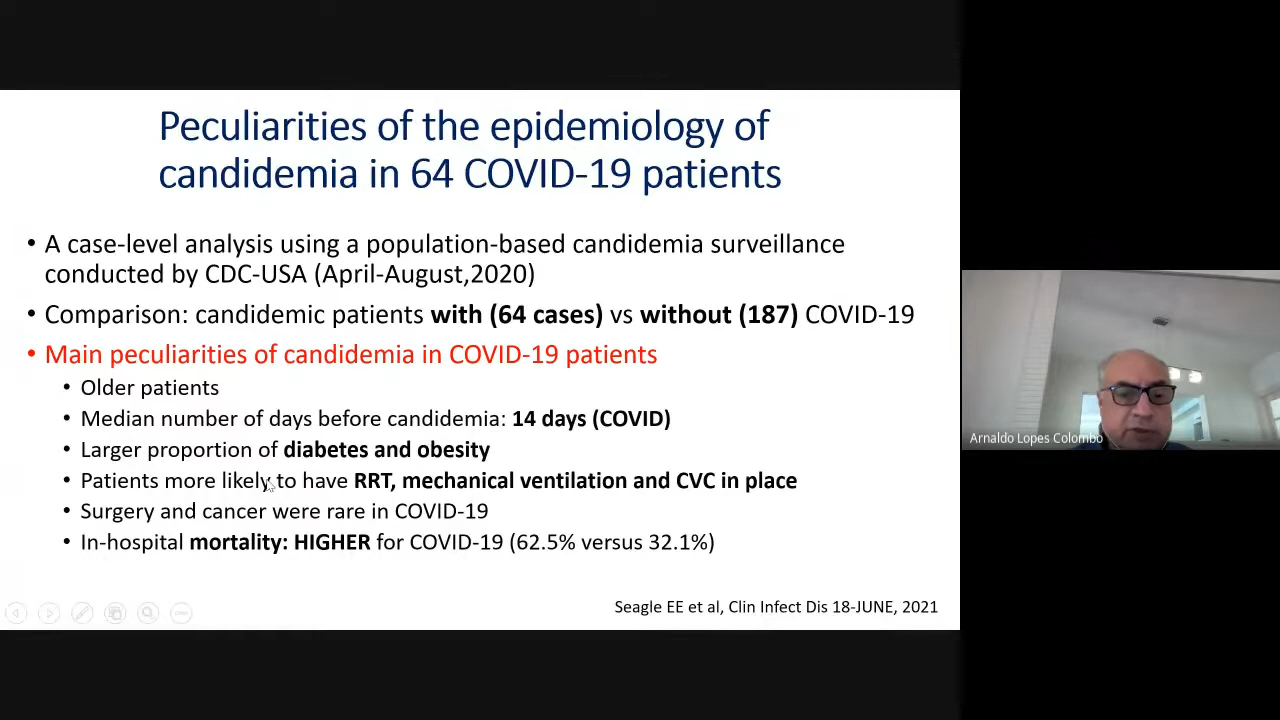 Peculiarities of the epidemiology of
candidemia in 64 COVID-19 patients
• A case-level analysis using a population-based candidemia surveillance
conducted by CDC-USA (April-August,2020)
• Comparison: candidemic patients with (64 cases) vs without (187) COVID-19
• Main peculiarities of candidemia in COVID-19 patients
• Older patients
• Median number of days before candidemia: 14 days (COVID)
• Larger proportion of diabetes and obesity
• Patients more likely to have RRT, mechanical ventilation and CVC in place
• Surgery and cancer were rare in COVID-19
• In-hospital mortality: HIGHER for COVID-19 (62.5% versus 32.1%)
Seagle EE et al, Clin Infect Dis 18-JUNE, 2021
Arnaldo Lopes Colombo